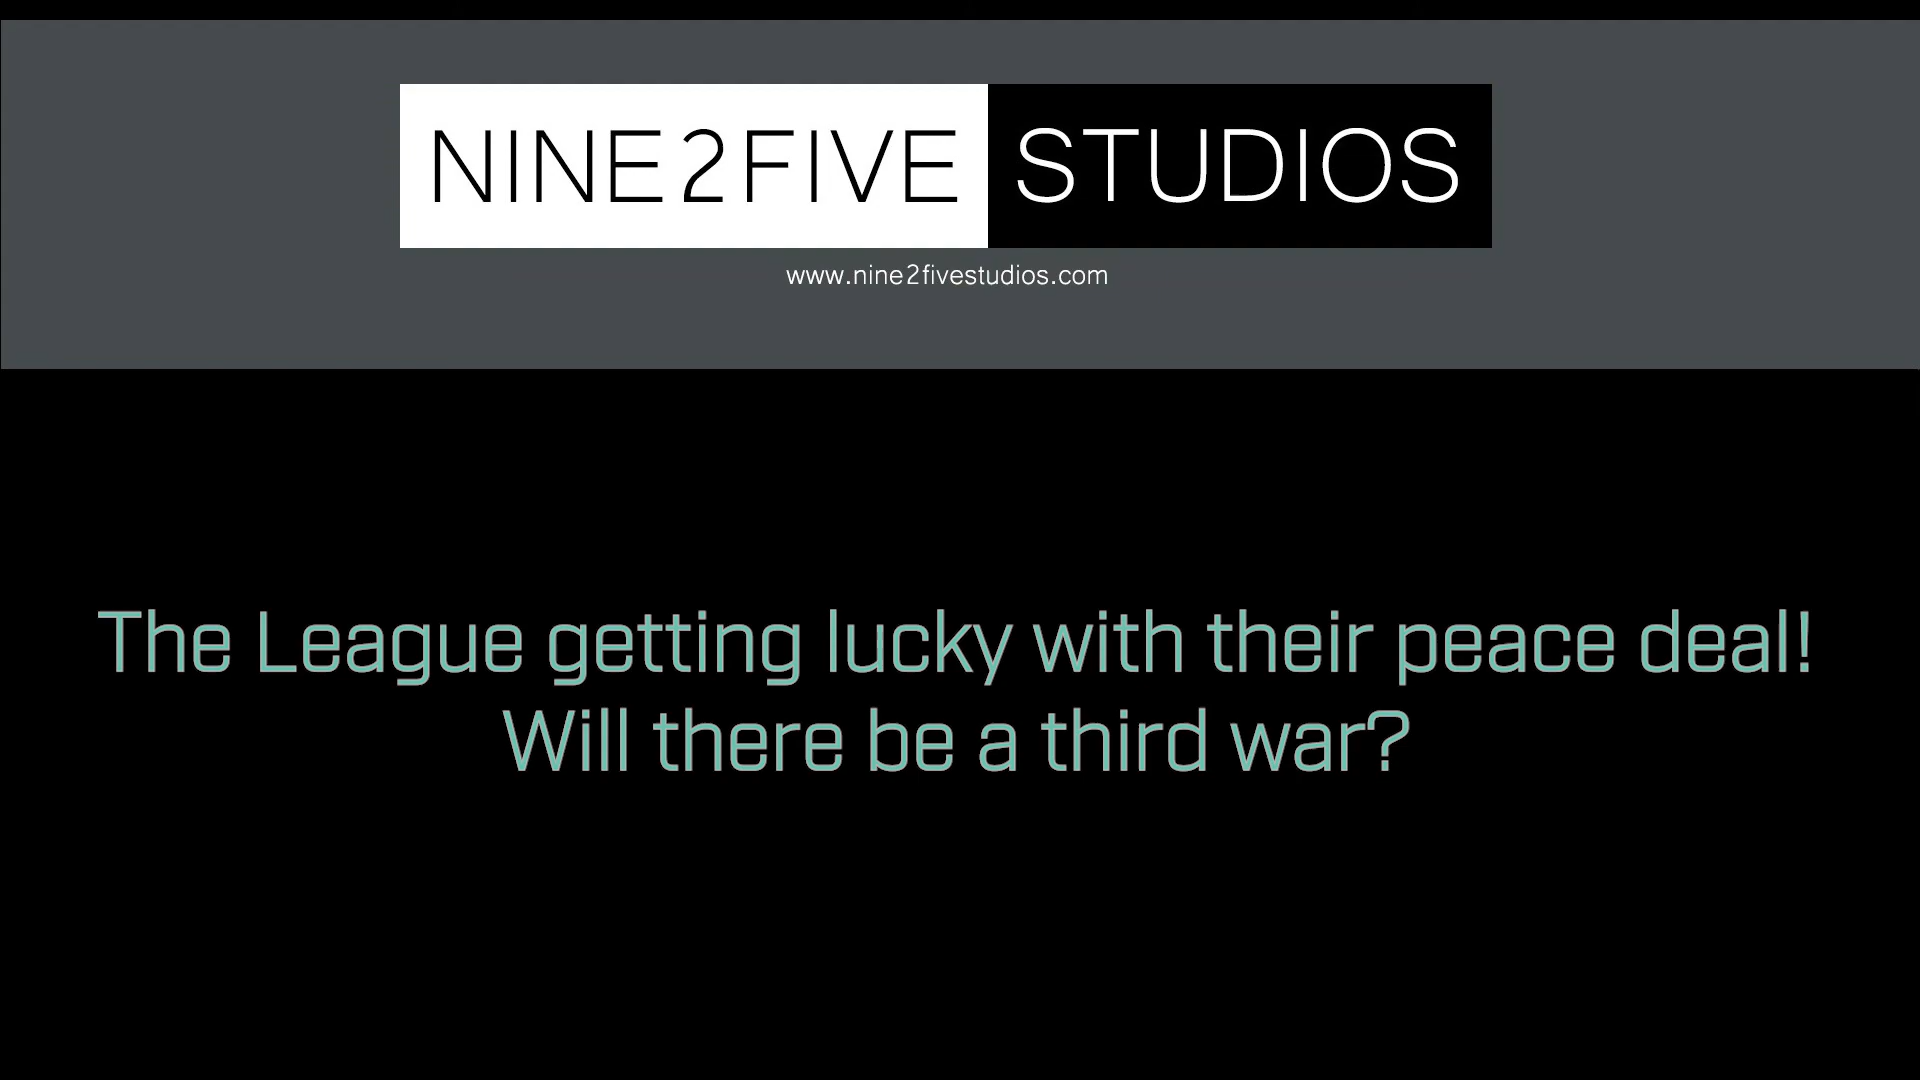 NINE2FIVE STUDIOS
www.nine2fivestudios.com
The League getting lucky with their peace deal!
Will there be a third war?